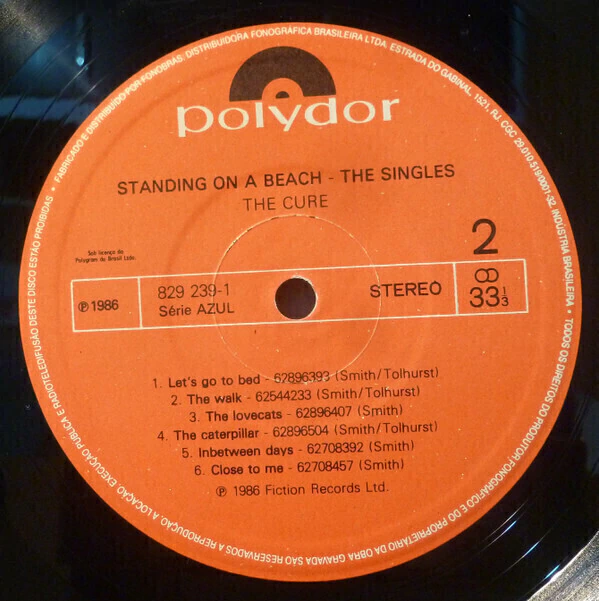 FABRICADO E DISTRIBUÍDO POR FONOBRAS, DISTRIBUIDORA FONOGRÁFICA BRASILEIRA LTDA. ESTRADA DO GABINAL, 1521, RJ, CGC 29.010.519/0001-32. INDÚSTRIA BRASILEIRA. • TODOS OS DIREITOS DO PRODUTOR FONOGRÁFICO E DO PROPRIETÁRIO DA OBRA GRAVADA SÃO RESERVADOS A REPRODUÇÃO, A LOCAÇÃO, EXECUÇÃO PÚBLICA E RADIOTELEDIFUSÃO DESTE DISCO ESTÃO PROIBIDAS •
polydor
STANDING ON A BEACH - THE SINGLES
THE CURE
2
Sob licença da
Polygram do Brasil Ltda.
℗ 1986
829 239-1
Série AZUL
STEREO
33 1/3
1. Let's go to bed - 62896393 (Smith/Tolhurst)
2. The walk - 62544233 (Smith/Tolhurst)
3. The lovecats - 62896407 (Smith)
4. The caterpillar - 62896504 (Smith/Tolhurst)
5. Inbetween days - 62708392 (Smith)
6. Close to me - 62708457 (Smith)
℗ 1986 Fiction Records Ltd.